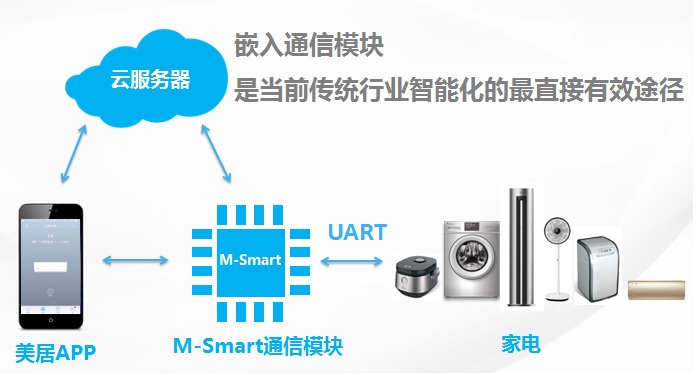 云服务器
嵌入通信模块
是当前传统行业智能化的最直接有效途径
M-Smart
UART
美居APP
M-Smart通信模块
家电